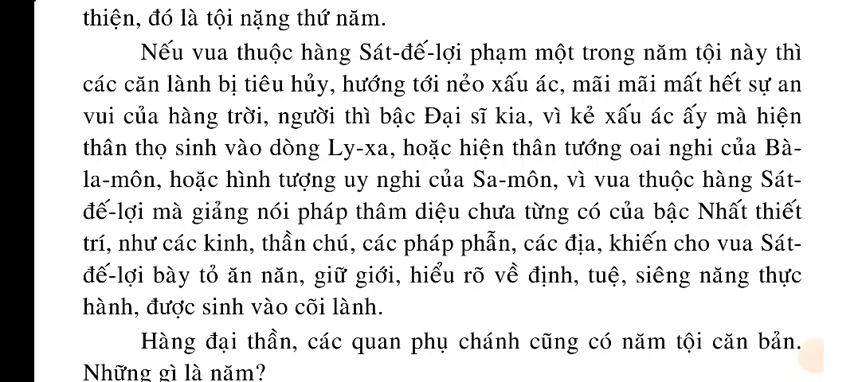 thiện, đó là tội nặng thứ năm.
Nếu vua thuộc hàng Sát-đế-lợi phạm một trong năm tội này thì
các căn lành bị tiêu hủy, hướng tới nẻo xấu ác, mãi mãi mất hết sự an
vui của hàng trời, người thì bậc Đại sĩ kia, vì kẻ xấu ác ấy mà hiện
thân thọ sinh vào dòng Ly-xa, hoặc hiện thân tướng oai nghi của Bà-
la-môn, hoặc hình tượng uy nghi của Sa-môn, vì vua thuộc hàng Sát-
đế-lợi mà giảng nói pháp thâm diệu chưa từng có của bậc Nhất thiết
trí, như các kinh, thần chú, các pháp phẫn, các địa, khiến cho vua Sát-
đế-lợi bày tỏ ăn năn, giữ giới, hiểu rõ về định, tuệ, siêng năng thực
hành, được sinh vào cõi lành.
Hàng đại thần, các quan phụ chánh cũng có năm tội căn bản.
Những gì là năm?